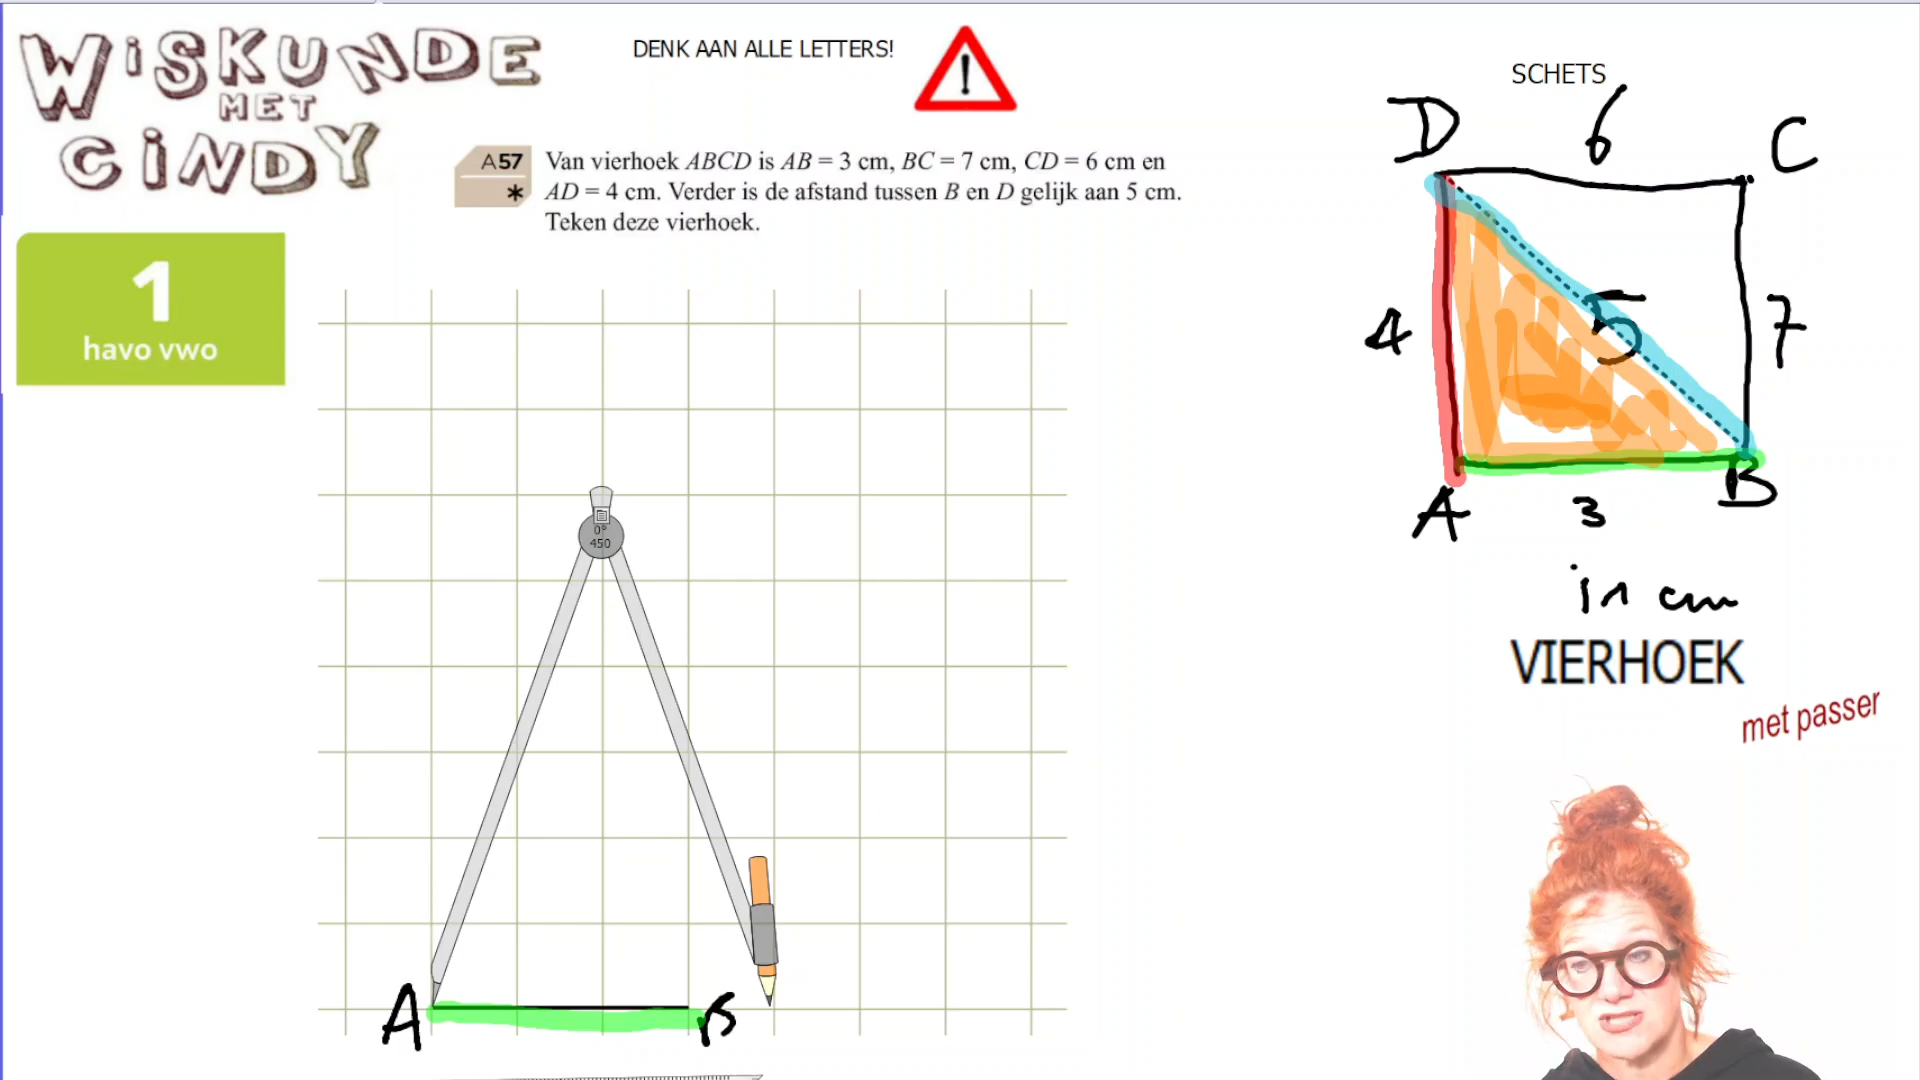 WiSKUNDE
MET
CiNDY
DENK AAN ALLE LETTERS!
!
A57
*
Van vierhoek ABCD is AB = 3 cm, BC = 7 cm, CD = 6 cm en
AD = 4 cm. Verder is de afstand tussen B en D gelijk aan 5 cm.
Teken deze vierhoek.
1
havo vwo
SCHETS
D 6 C
4 5 7
A 3 B
in cm
VIERHOEK
met passer
0°
450
A B